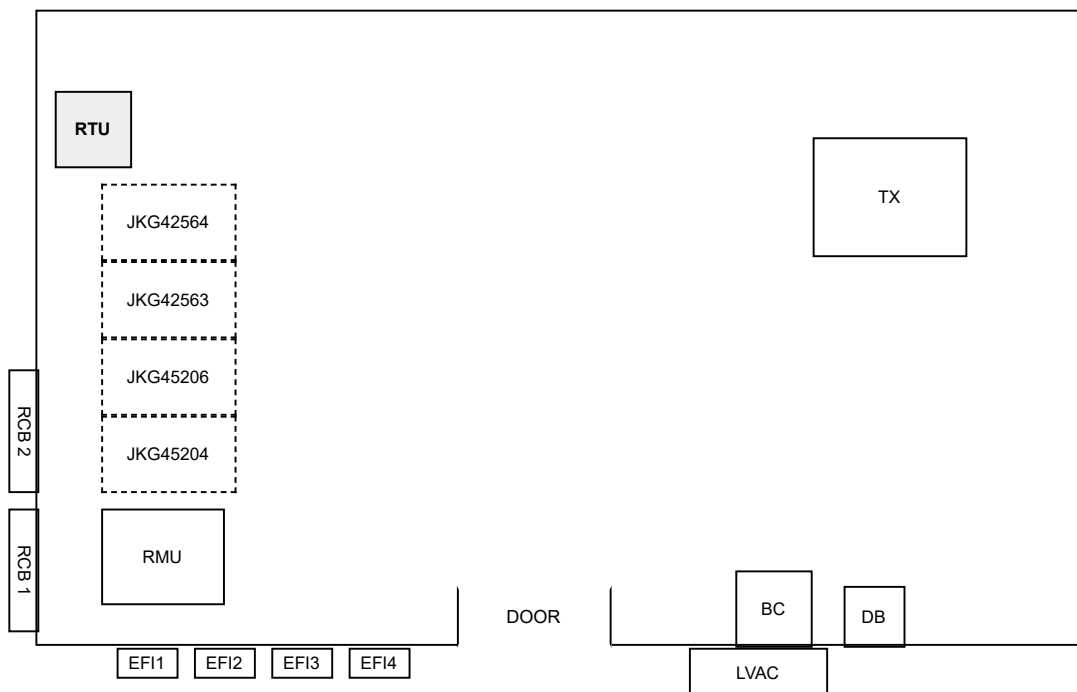 RTU
TX
JKG42564
JKG42563
JKG45206
JKG45204
RCB 2
RCB 1
RMU
DOOR
BC
DB
EFI1
EFI2
EFI3
EFI4
LVAC